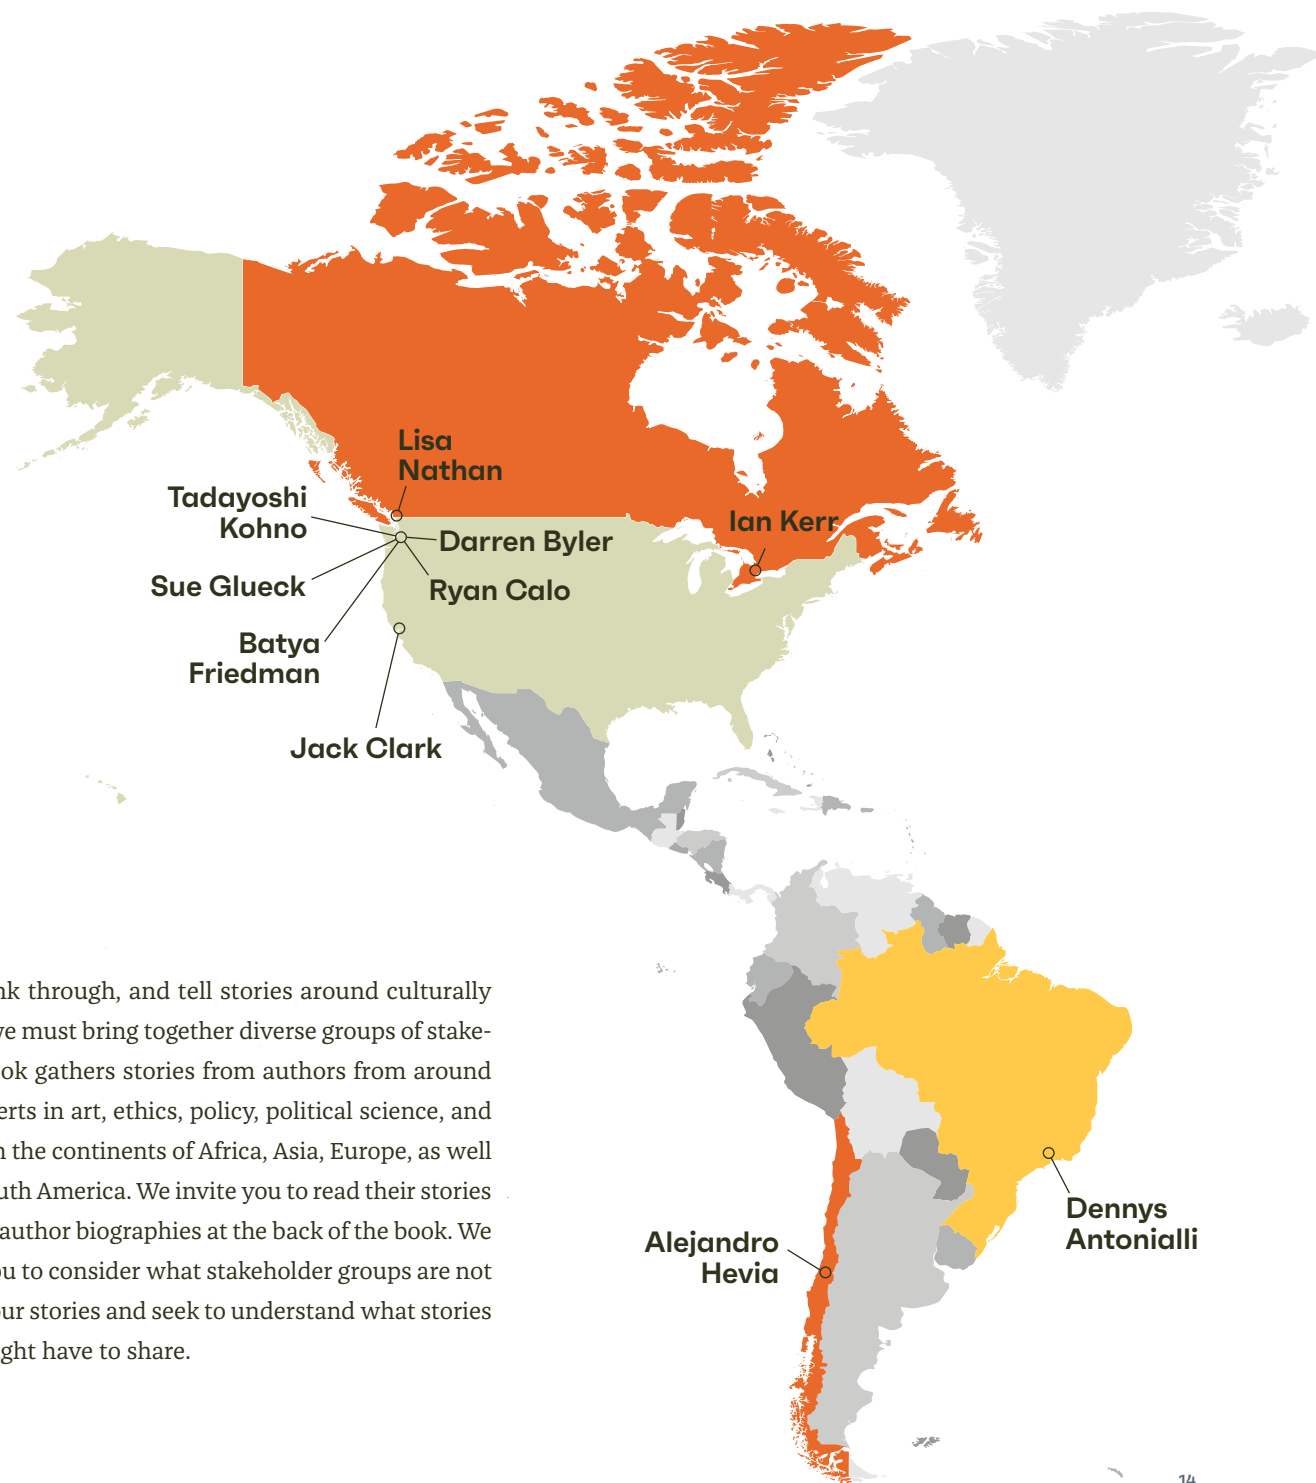 Lisa
Nathan
Tadayoshi
Kohno
Ian Kerr
Darren Byler
Sue Glueck
Ryan Calo
Batya
Friedman
Jack Clark
nk through, and tell stories around culturally
we must bring together diverse groups of stake-
ok gathers stories from authors from around
erts in art, ethics, policy, political science, and
n the continents of Africa, Asia, Europe, as well
uth America. We invite you to read their stories
author biographies at the back of the book. We
ou to consider what stakeholder groups are not
our stories and seek to understand what stories
ght have to share.
Dennys
Antonialli
Alejandro
Hevia
14